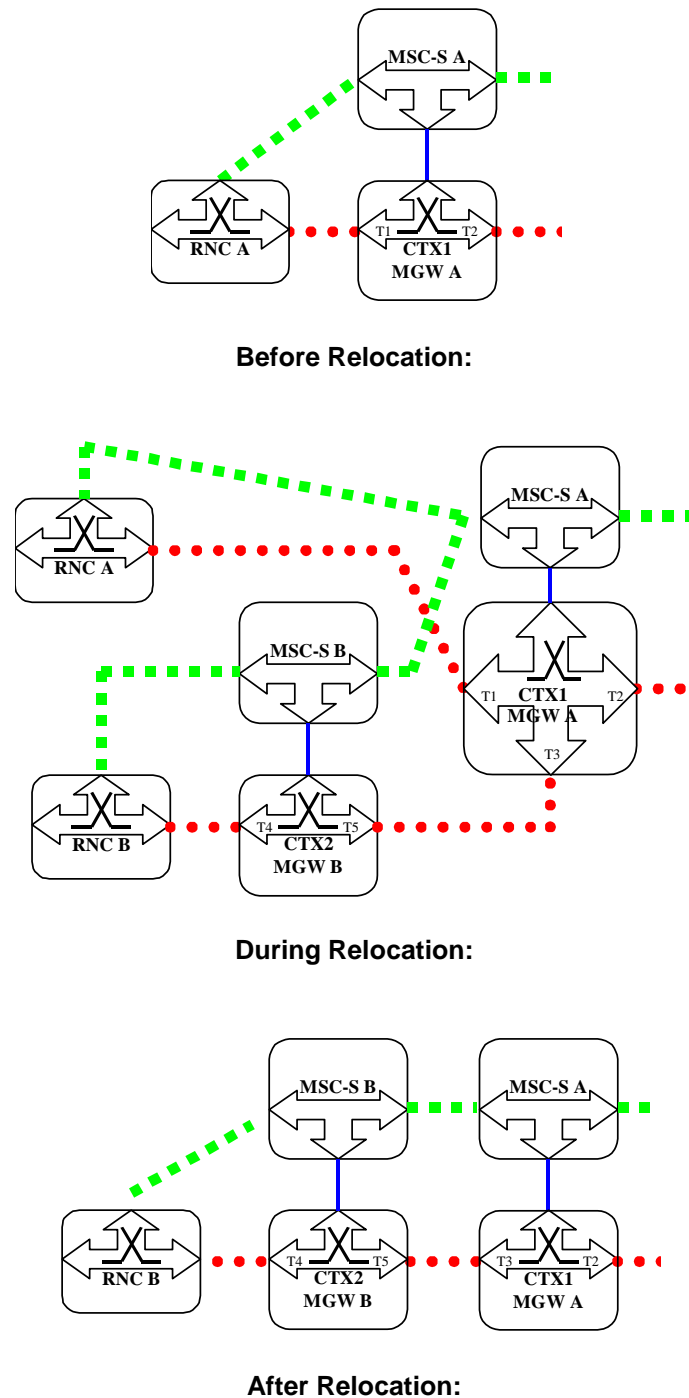 MSC-S A
RNC A
T1
T2
CTX1
MGW A
Before Relocation:
MSC-S A
RNC A
MSC-S B
T1
CTX1
T2
MGW A
T3
RNC B
T4
T5
CTX2
MGW B
During Relocation:
MSC-S B
MSC-S A
RNC B
T4
T5
CTX2
MGW B
T3
T2
CTX1
MGW A
After Relocation: